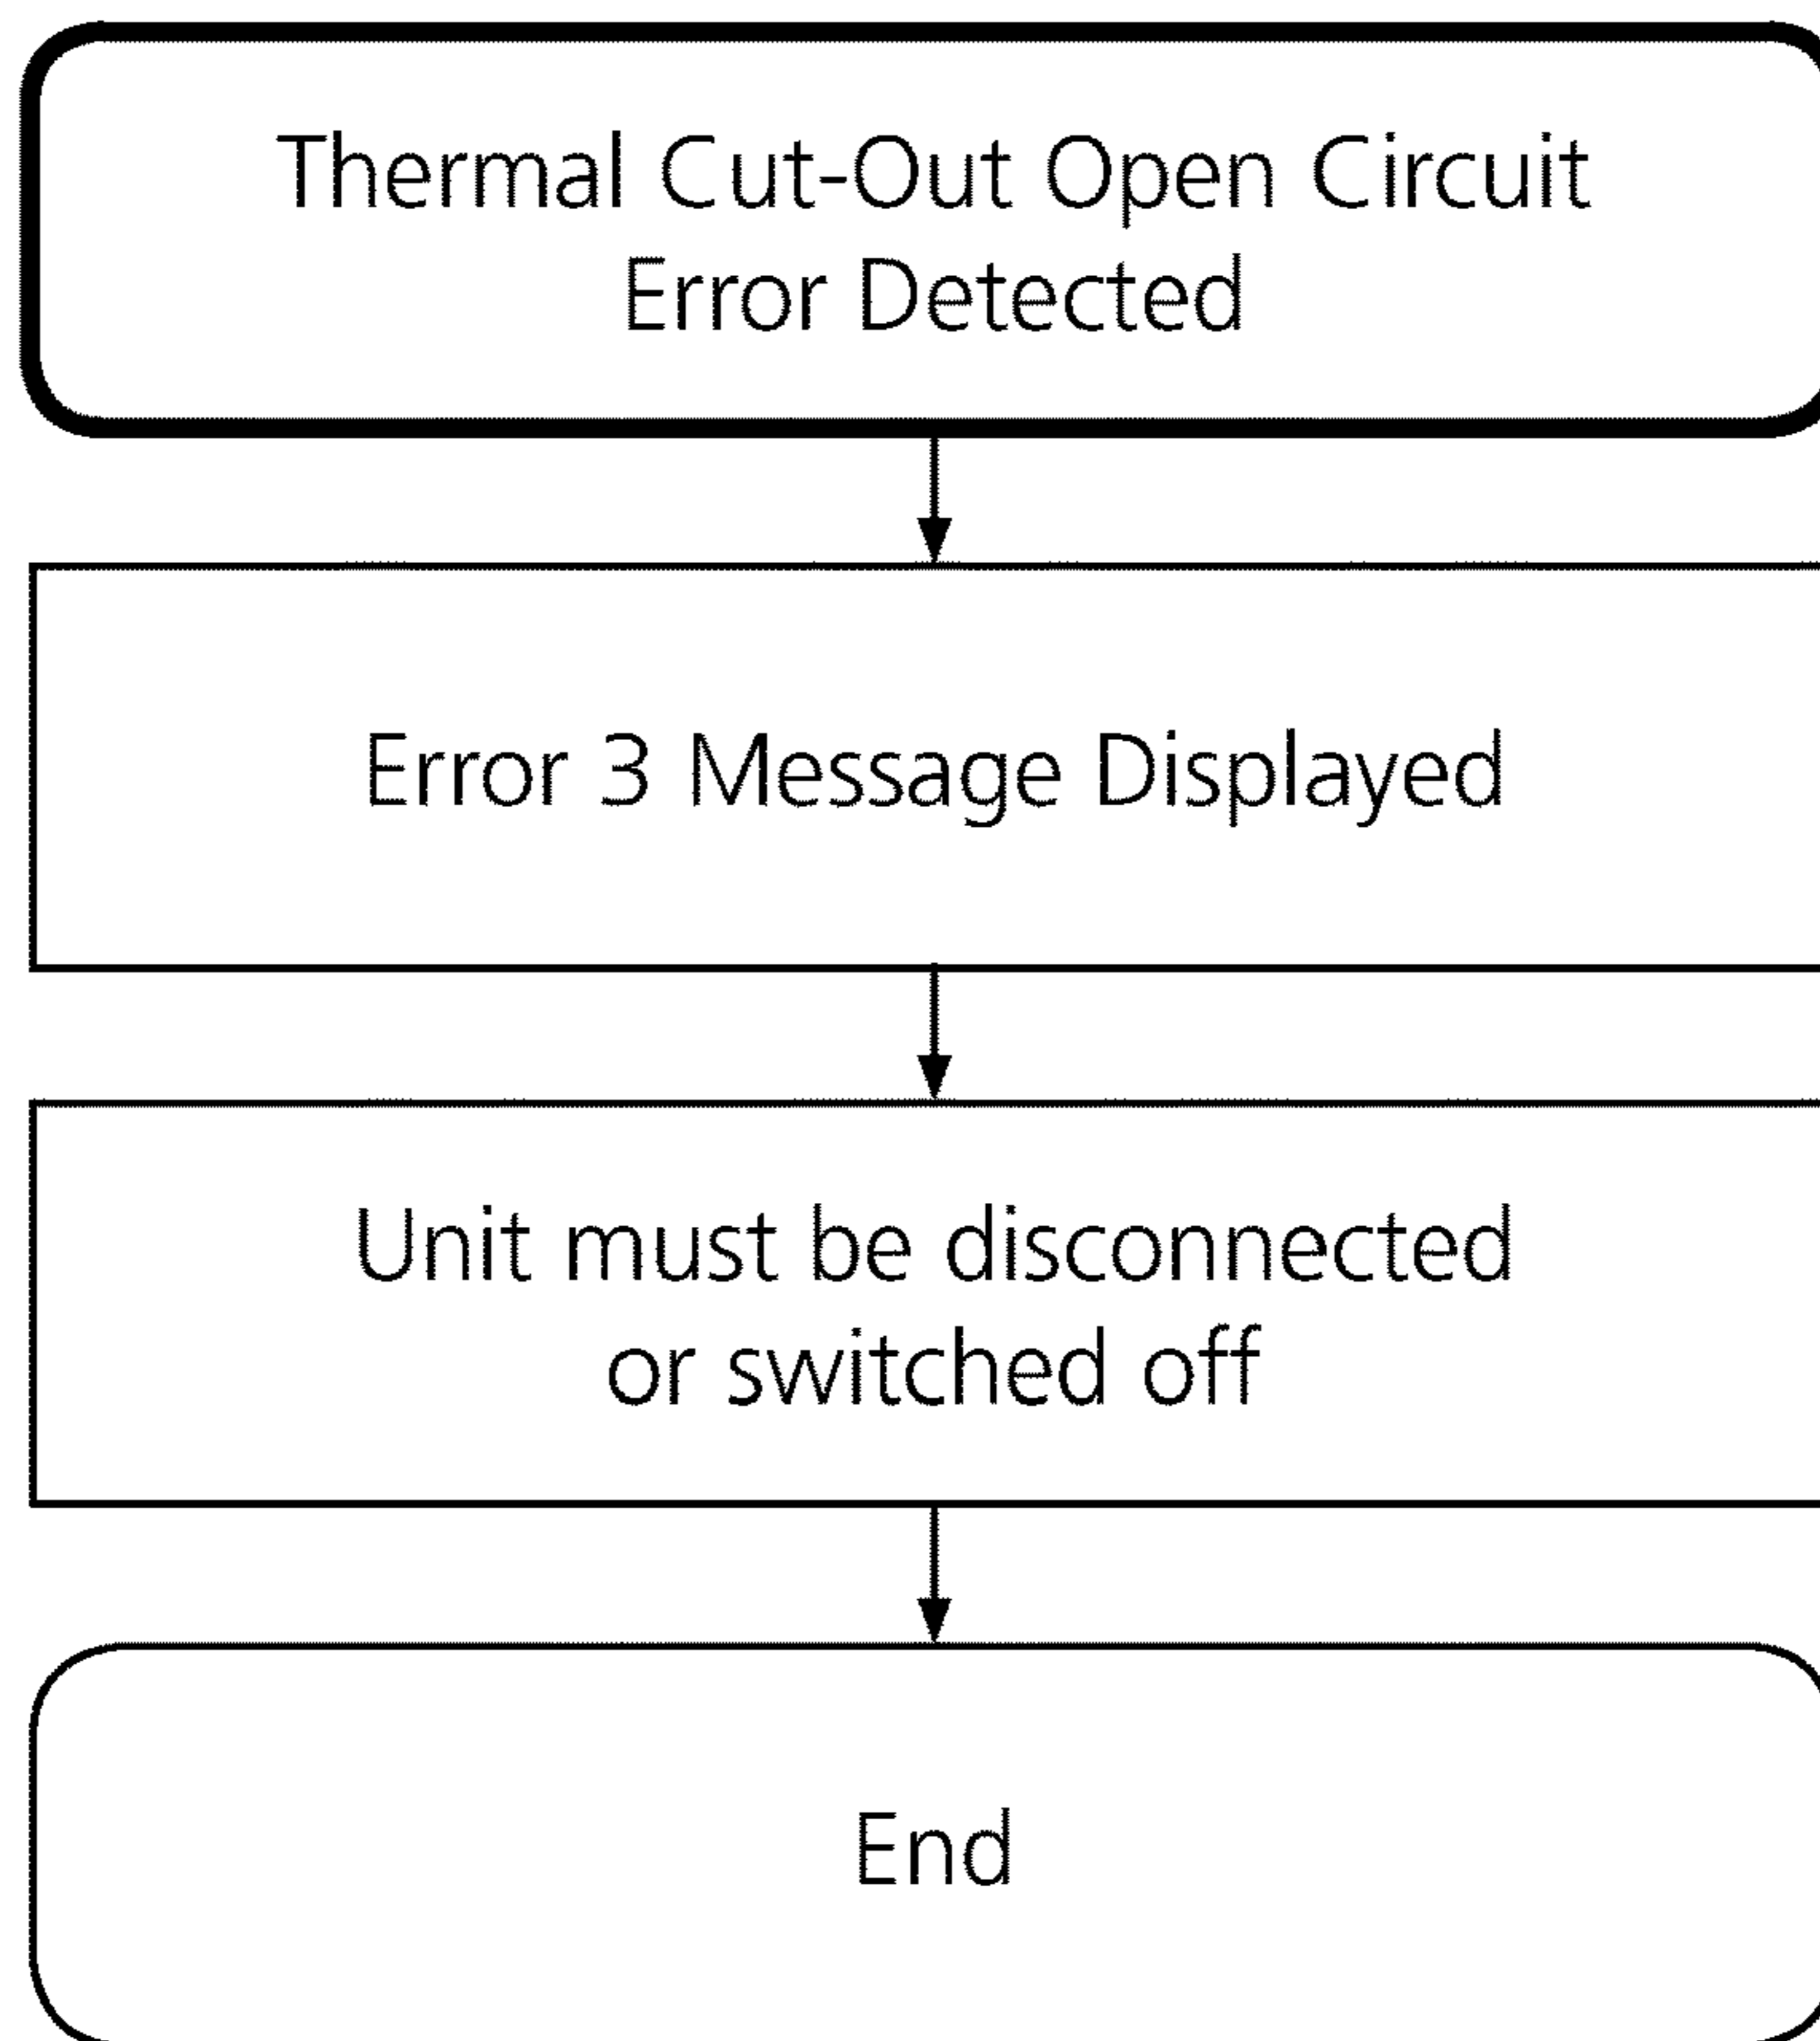 Thermal Cut-Out Open Circuit
Error Detected
Error 3 Message Displayed
Unit must be disconnected
or switched off
End